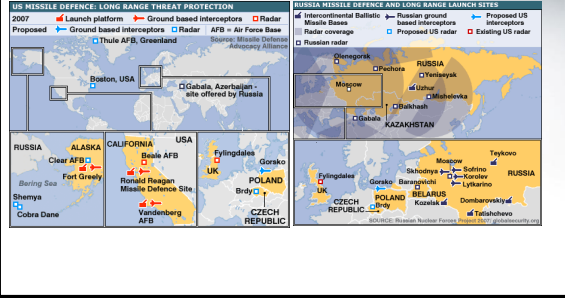 US MISSILE DEFENCE: LONG RANGE THREAT PROTECTION
2007 Launch platform Ground based interceptors Radar
Proposed Ground based interceptors Radar AFB = Air Force Base
Thule AFB, Greenland
Source: Missile Defense
Advocacy Alliance
Boston, USA
Gabala, Azerbaijan -
site offered by Russia
RUSSIA
ALASKA
Clear AFB
Fort Greely
Bering Sea
Shemya
Cobra Dane
CALIFORNIA
USA
Beale AFB
Ronald Reagan
Missile Defense Site
Vandenberg
AFB
Fylingdales
UK
Gorsko
POLAND
Brdy
CZECH
REPUBLIC
RUSSIA MISSILE DEFENCE AND LONG RANGE LAUNCH SITES
Intercontinental Ballistic
Missile Bases
Russian ground
interceptors
Proposed US
interceptors
Radar coverage
Proposed US radar
Existing US radar
Russian radar
Olenegorsk
Pechora
RUSSIA
Yeniseysk
Moscow
Uzhur
Mishelevka
Balkhash
Gabala
KAZAKHSTAN
Teykovo
Moscow
Fylingdales
Skhodnya
Sofrino
Gorsko
Baranovichi
Korolev
RUSSIA
UK
Lytkarino
POLAND
BELARUS
CZECH
REPUBLIC
Brdy
Kozelsk
Dombarovskiy
Tatishchevo
SOURCE: Russian Nuclear Forces Project 2007; globalsecurity.org